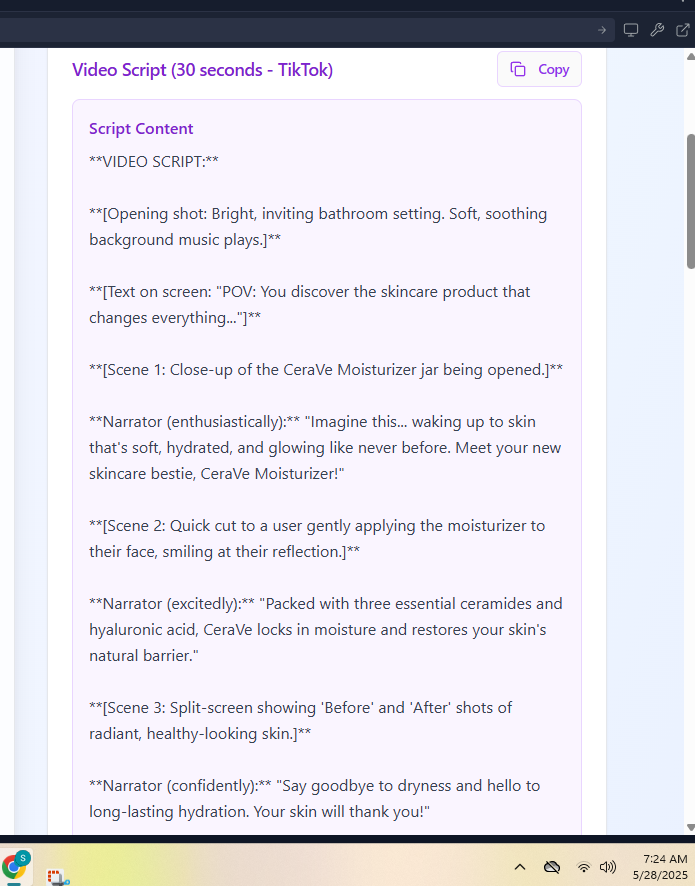 Video Script (30 seconds - TikTok)
Copy
Script Content
**VIDEO SCRIPT:**
**[Opening shot: Bright, inviting bathroom setting. Soft, soothing
background music plays.]**
**[Text on screen: "POV: You discover the skincare product that
changes everything..."]**
**[Scene 1: Close-up of the CeraVe Moisturizer jar being opened.]**
**Narrator (enthusiastically):** "Imagine this... waking up to skin
that's soft, hydrated, and glowing like never before. Meet your new
skincare bestie, CeraVe Moisturizer!"
**[Scene 2: Quick cut to a user gently applying the moisturizer to
their face, smiling at their reflection.]**
**Narrator (excitedly):** "Packed with three essential ceramides and
hyaluronic acid, CeraVe locks in moisture and restores your skin's
natural barrier."
**[Scene 3: Split-screen showing 'Before' and 'After' shots of
radiant, healthy-looking skin.]**
**Narrator (confidently):** "Say goodbye to dryness and hello to
long-lasting hydration. Your skin will thank you!"
S
7:24 AM
5/28/2025